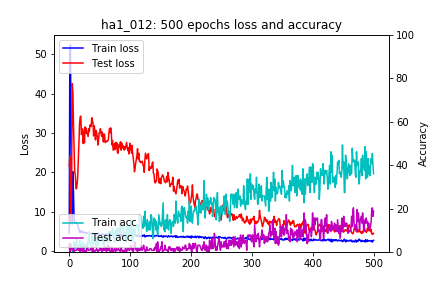 ha1_012: 500 epochs loss and accuracy
Train loss
Test loss
Train acc
Test acc
Loss
Accuracy
50
40
30
20
10
0
100
80
60
40
20
0
0
100
200
300
400
500